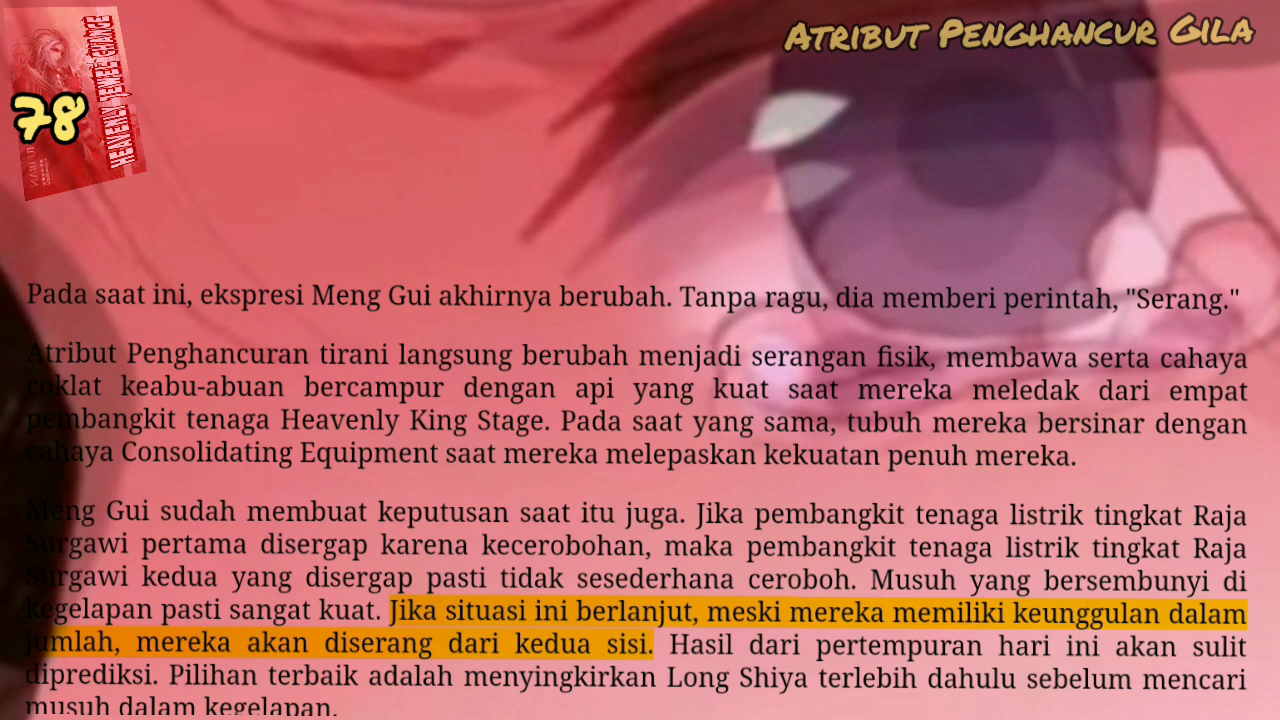 Atribut Penghancur Gila
HEAVENLY JEWEL CHANGE
78
Pada saat ini, ekspresi Meng Gui akhirnya berubah. Tanpa ragu, dia memberi perintah, "Serang."
Atribut Penghancuran tirani langsung berubah menjadi serangan fisik, membawa serta cahaya
coklat keabu-abuan bercampur dengan api yang kuat saat mereka meledak dari empat
pembangkit tenaga Heavenly King Stage. Pada saat yang sama, tubuh mereka bersinar dengan
cahaya Consolidating Equipment saat mereka melepaskan kekuatan penuh mereka.
Meng Gui sudah membuat keputusan saat itu juga. Jika pembangkit tenaga listrik tingkat Raja
Surgawi pertama disergap karena kecerobohan, maka pembangkit tenaga listrik tingkat Raja
Surgawi kedua yang disergap pasti tidak sesederhana ceroboh. Musuh yang bersembunyi di
kegelapan pasti sangat kuat. Jika situasi ini berlanjut, meski mereka memiliki keunggulan dalam
jumlah, mereka akan diserang dari kedua sisi. Hasil dari pertempuran hari ini akan sulit
diprediksi. Pilihan terbaik adalah menyingkirkan Long Shiya terlebih dahulu sebelum mencari
musuh dalam kegelapan.